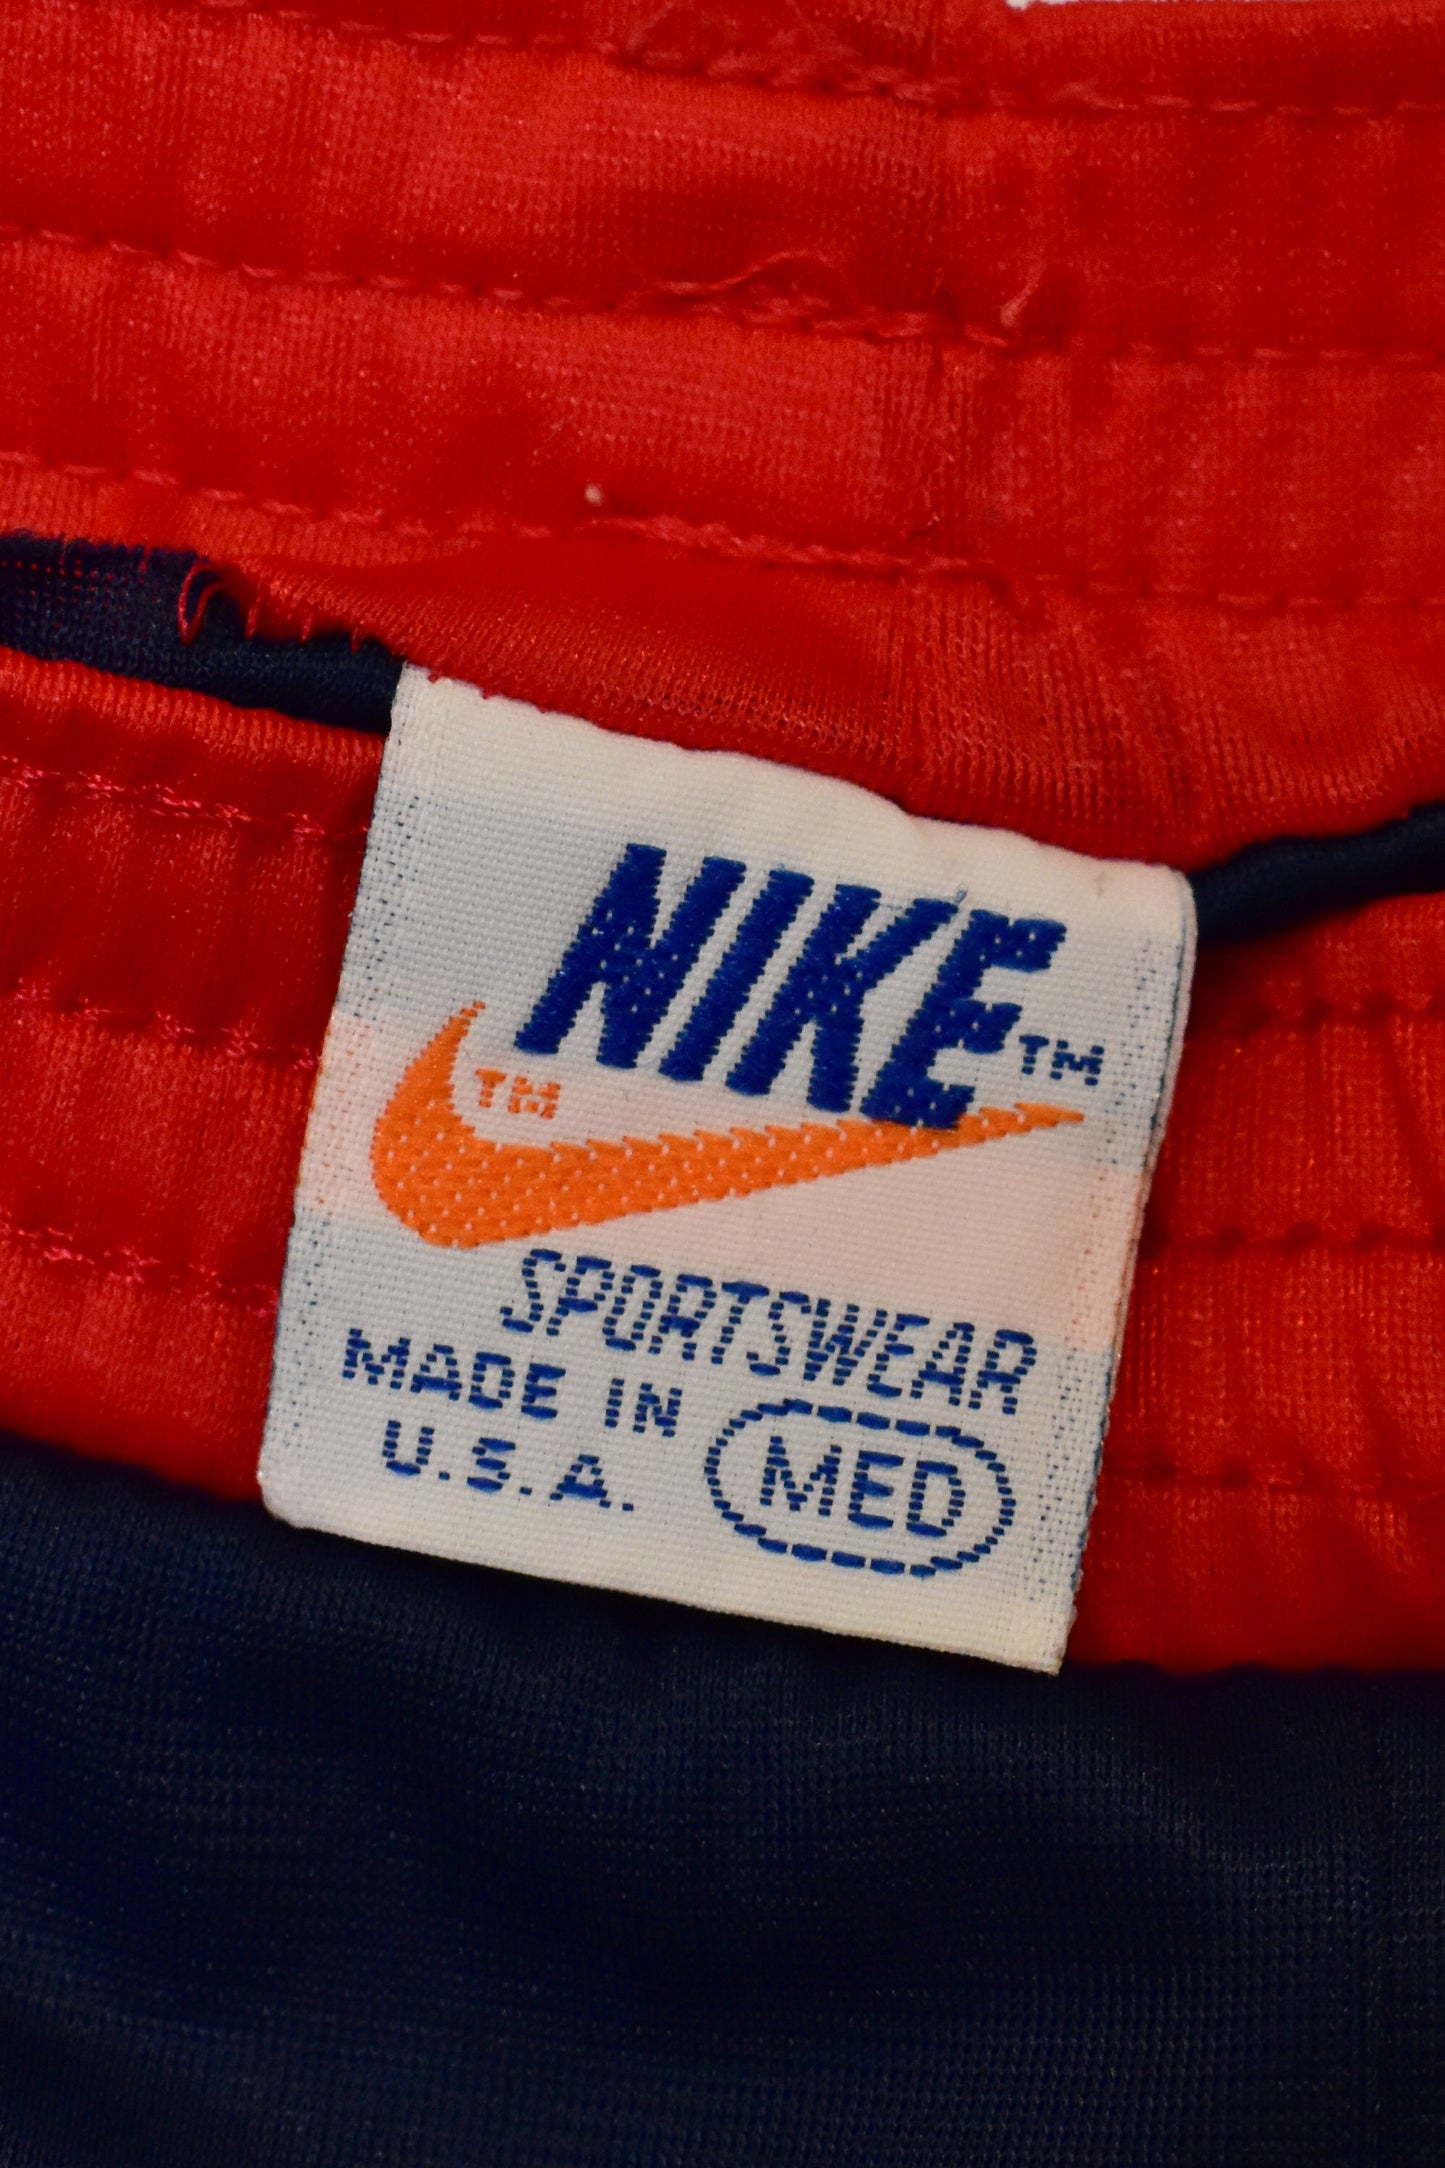 NIKE™
™
SPORTSWEAR
MADE IN
U.S.A.
MED